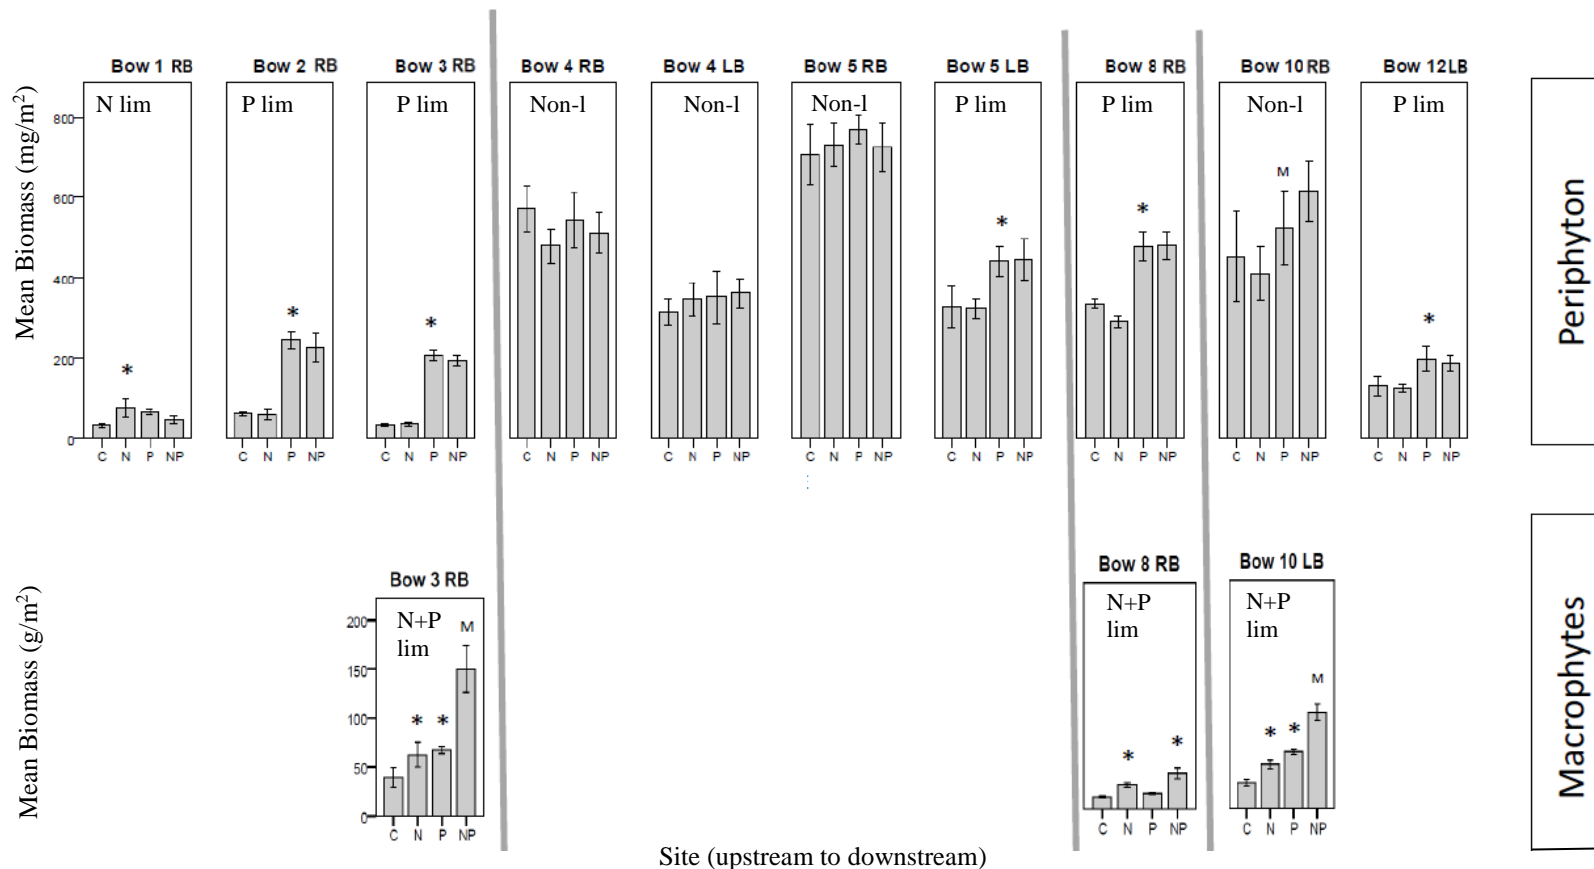 Bow 1 RB
Bow 2 RB
Bow 3 RB
Bow 4 RB
Bow 4 LB
Bow 5 RB
Bow 5 LB
Bow 8 RB
Bow 10 RB
Bow 12 LB
N lim
P lim
P lim
Non-l
Non-l
Non-l
P lim
P lim
Non-l
P lim
Mean Biomass (mg/m²)
800
600
400
200
0
*
*
*
*
*
M
*
C N P NP
C N P NP
C N P NP
C N P NP
C N P NP
C N P NP
C N P NP
C N P NP
C N P NP
C N P NP
Periphyton
Bow 3 RB
Bow 8 RB
Bow 10 LB
N+P
lim
N+P
lim
N+P
lim
Mean Biomass (g/m²)
200
150
100
50
0
* * M
* *
* * M
C N P NP
C N P NP
C N P NP
Macrophytes
Site (upstream to downstream)